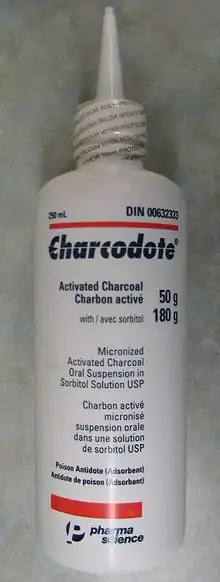 250 mL DIN 00632333
Charcodote®
Activated Charcoal
Charbon activé 50 g
with / avec sorbitol 180 g
Micronized
Activated Charcoal
Oral Suspension in
Sorbitol Solution USP
Charbon activé
micronisé
suspension orale
dans une solution
de sorbitol USP
Poison Antidote (Adsorbent)
Antidote de poison (Adsorbant)
pharma
science